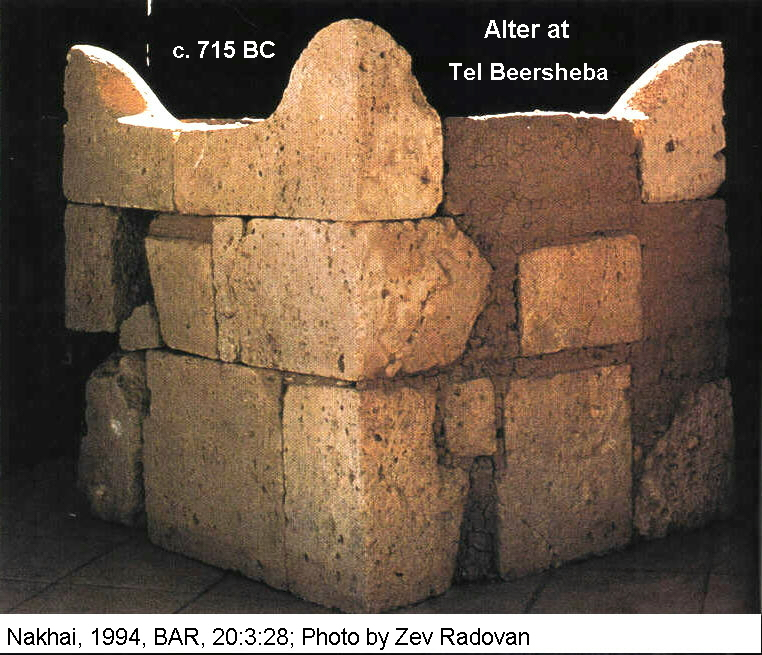 c. 715 BC
Alter at
Tel Beersheba
Nakhai, 1994, BAR, 20:3:28; Photo by Zev Radovan